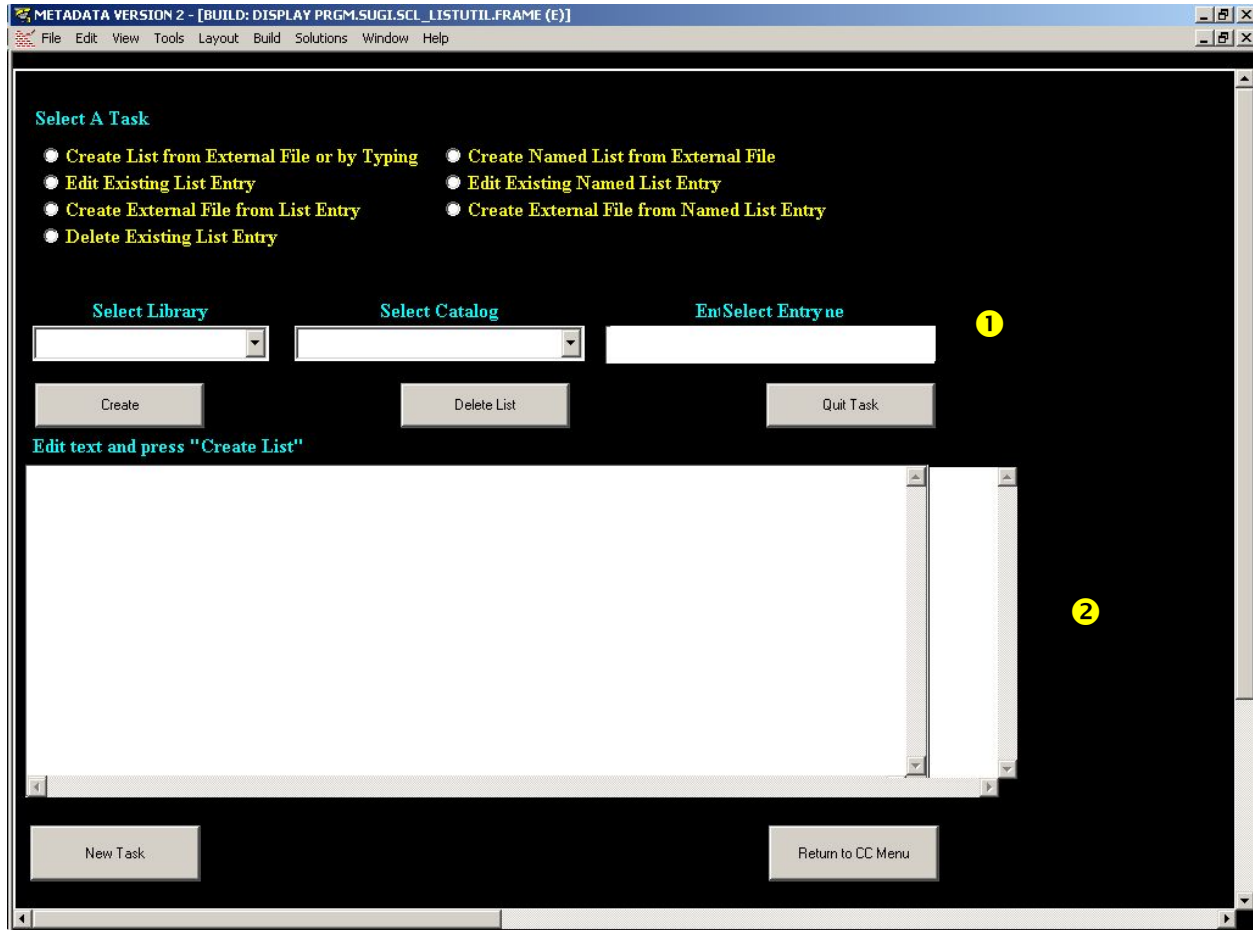 METADATA VERSION 2 - [BUILD: DISPLAY PRGM.SUGI.SCL_LISTUTIL.FRAME (E)]
File Edit View Tools Layout Build Solutions Window Help
Select A Task
Create List from External File or by Typing
Create Named List from External File
Edit Existing List Entry
Edit Existing Named List Entry
Create External File from List Entry
Create External File from Named List Entry
Delete Existing List Entry
Select Library
Select Catalog
EntSelect Entryne
1
Create
Delete List
Quit Task
Edit text and press "Create List"
2
New Task
Return to CC Menu